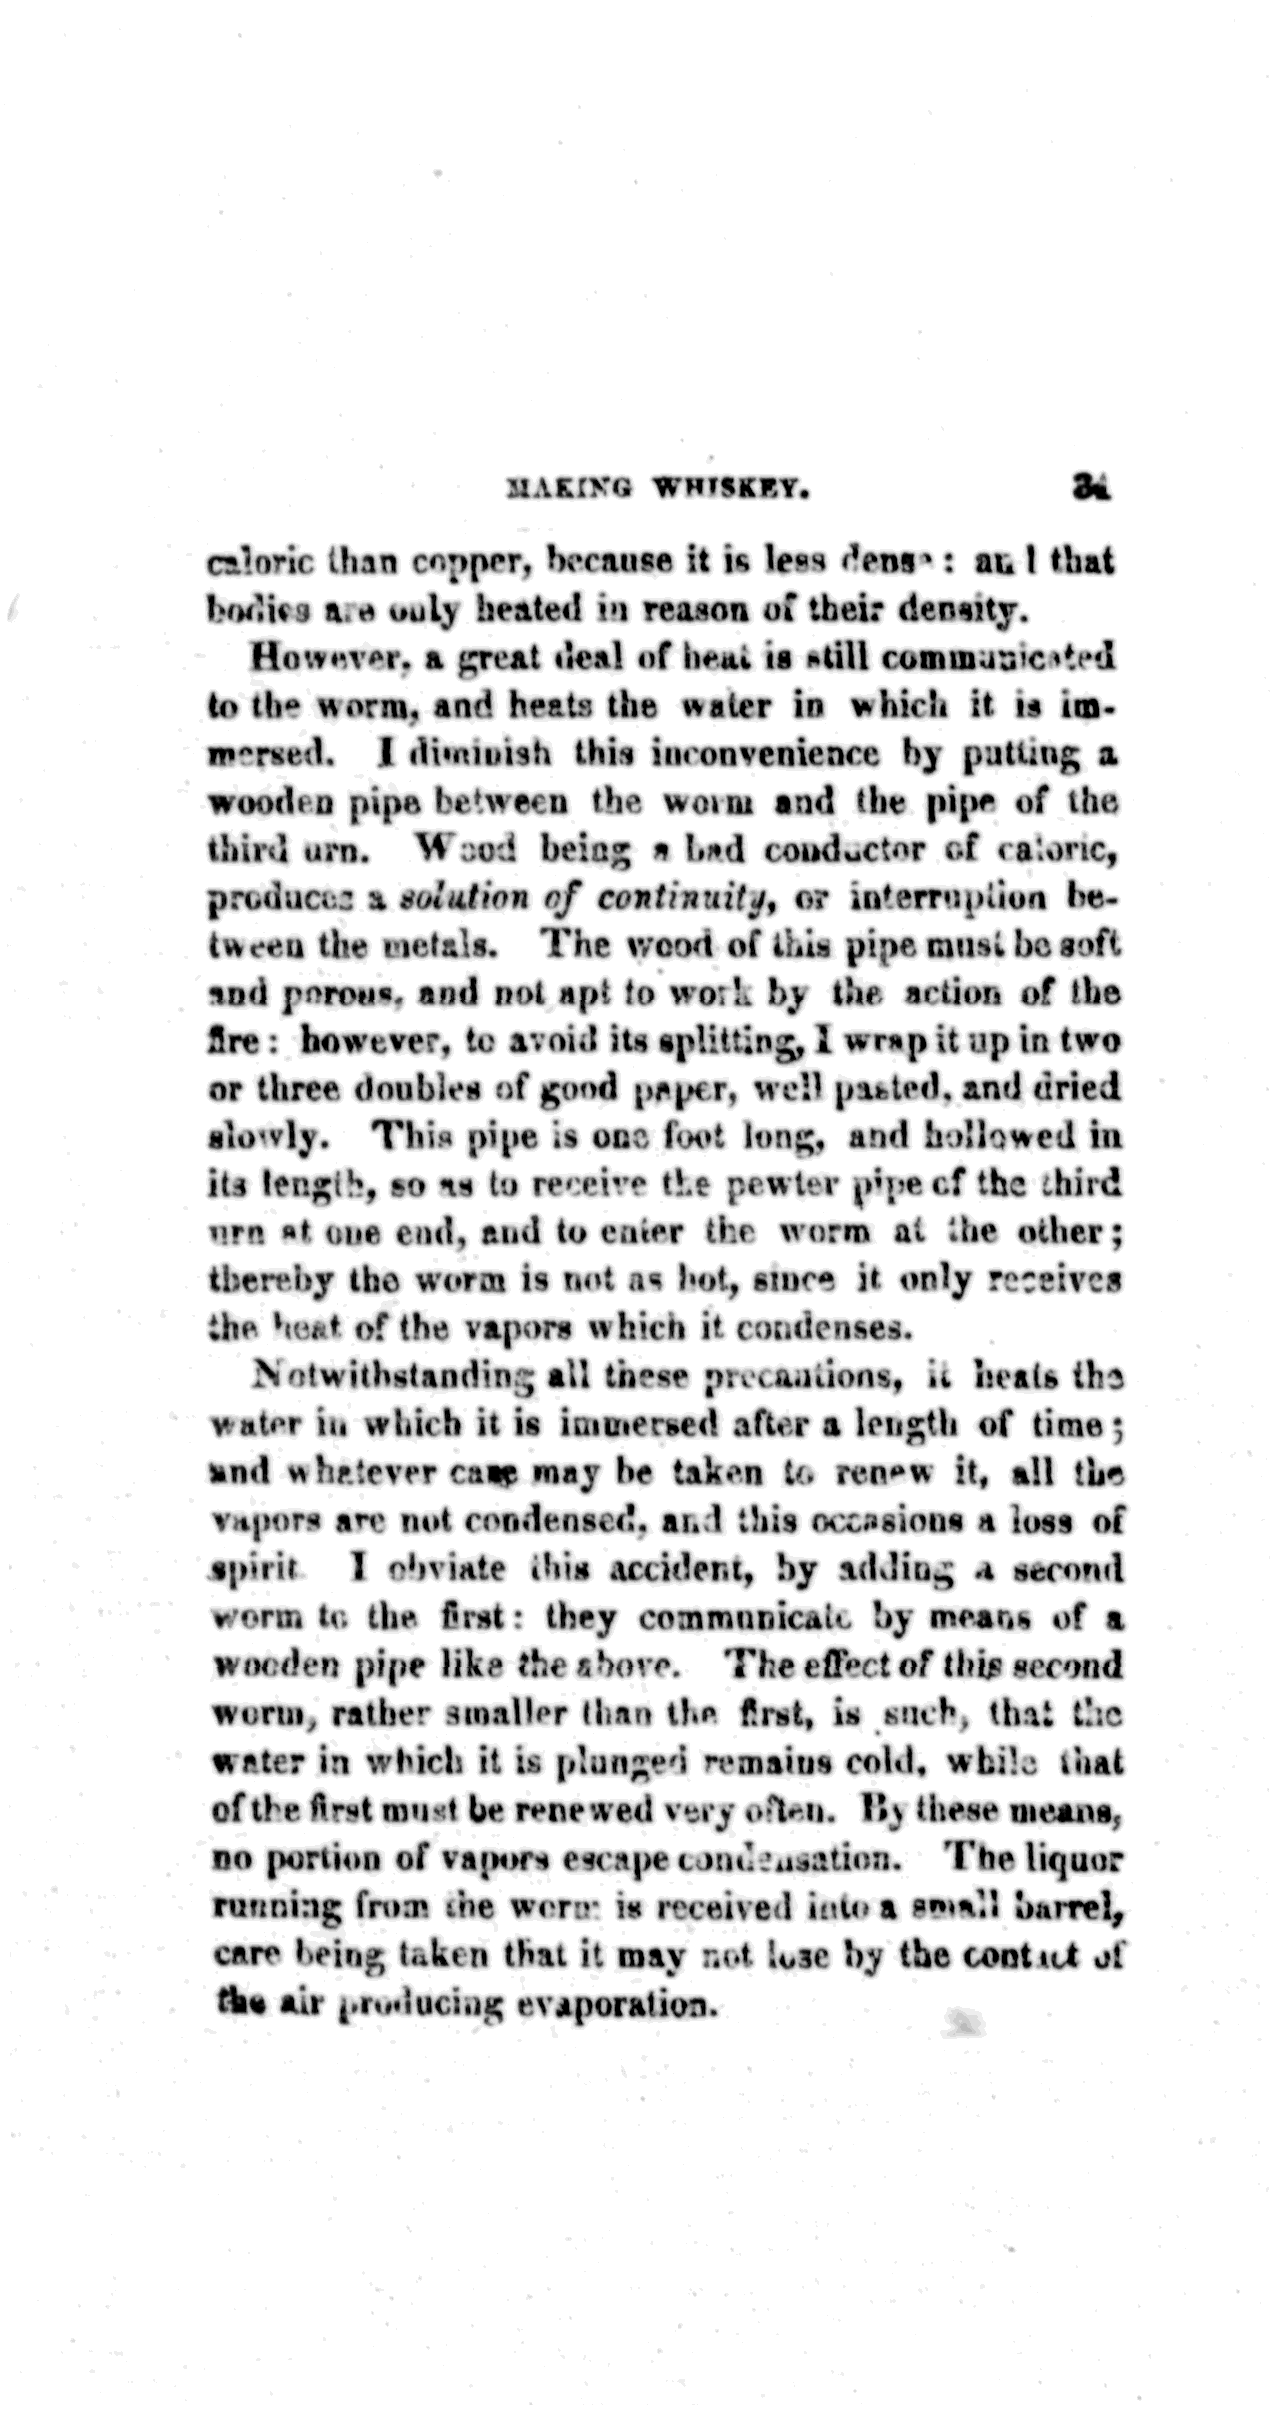 MAKING WHISKEY.
caloric than copper, because it is less dense: and that
bodies are only heated in reason of their density.
However, a great deal of heat is still communicated
to the worm, and heats the water in which it is im-
mersed. I diminish this inconvenience by putting a
wooden pipe between the worm and the pipe of the
third urn. Wood being a bad conductor of caloric,
produces a solution of continuity, or interruption be-
tween the metals. The wood of this pipe must be soft
and porous, and not apt to work by the action of the
fire: however, to avoid its splitting, I wrap it up in two
or three doubles of good paper, well pasted, and dried
slowly. This pipe is one foot long, and hollowed in
its length, so as to receive the pewter pipe of the third
urn at one end, and to enter the worm at the other;
thereby the worm is not as hot, since it only receives
the heat of the vapors which it condenses.
Notwithstanding all these precautions, it heats the
water in which it is immersed after a length of time;
and whatever care may be taken to renew it, all the
vapors are not condensed, and this occasions a loss of
spirit I obviate this accident, by adding a second
worm to the first: they communicate by means of a
wooden pipe like the above. The effect of this second
worm, rather smaller than the first, is such, that the
water in which it is plunged remains cold, while that
of the first must be renewed very often. By these means,
no portion of vapors escape condensation. The liquor
running from the worm is received into a small barrel,
care being taken that it may not lose by the contact of
the air producing evaporation.